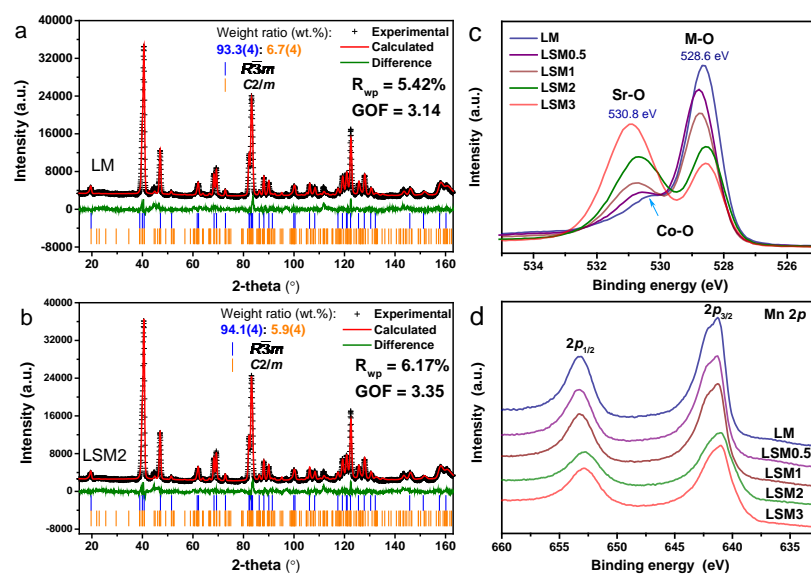 a
Weight ratio (wt.%):
93.3(4): 6.7(4)
R3̅m
C2/m
Experimental
Calculated
Difference
R_wp = 5.42%
GOF = 3.14
LM
Intensity (a.u.)
40000
32000
24000
16000
8000
0
-8000
20 40 60 80 100 120 140 160
2-theta (°)
b
Weight ratio (wt.%):
94.1(4): 5.9(4)
R3̅m
C2/m
Experimental
Calculated
Difference
R_wp = 6.17%
GOF = 3.35
LSM2
Intensity (a.u.)
40000
32000
24000
16000
8000
0
-8000
20 40 60 80 100 120 140 160
2-theta (°)
c
LM
LSM0.5
LSM1
LSM2
LSM3
M-O
528.6 eV
Sr-O
530.8 eV
Co-O
Intensity (a.u.)
534 532 530 528 526
Binding energy (eV)
d
Mn 2p
2p3/2
2p1/2
LM
LSM0.5
LSM1
LSM2
LSM3
Intensity (a.u.)
660 655 650 645 640 635
Binding energy (eV)